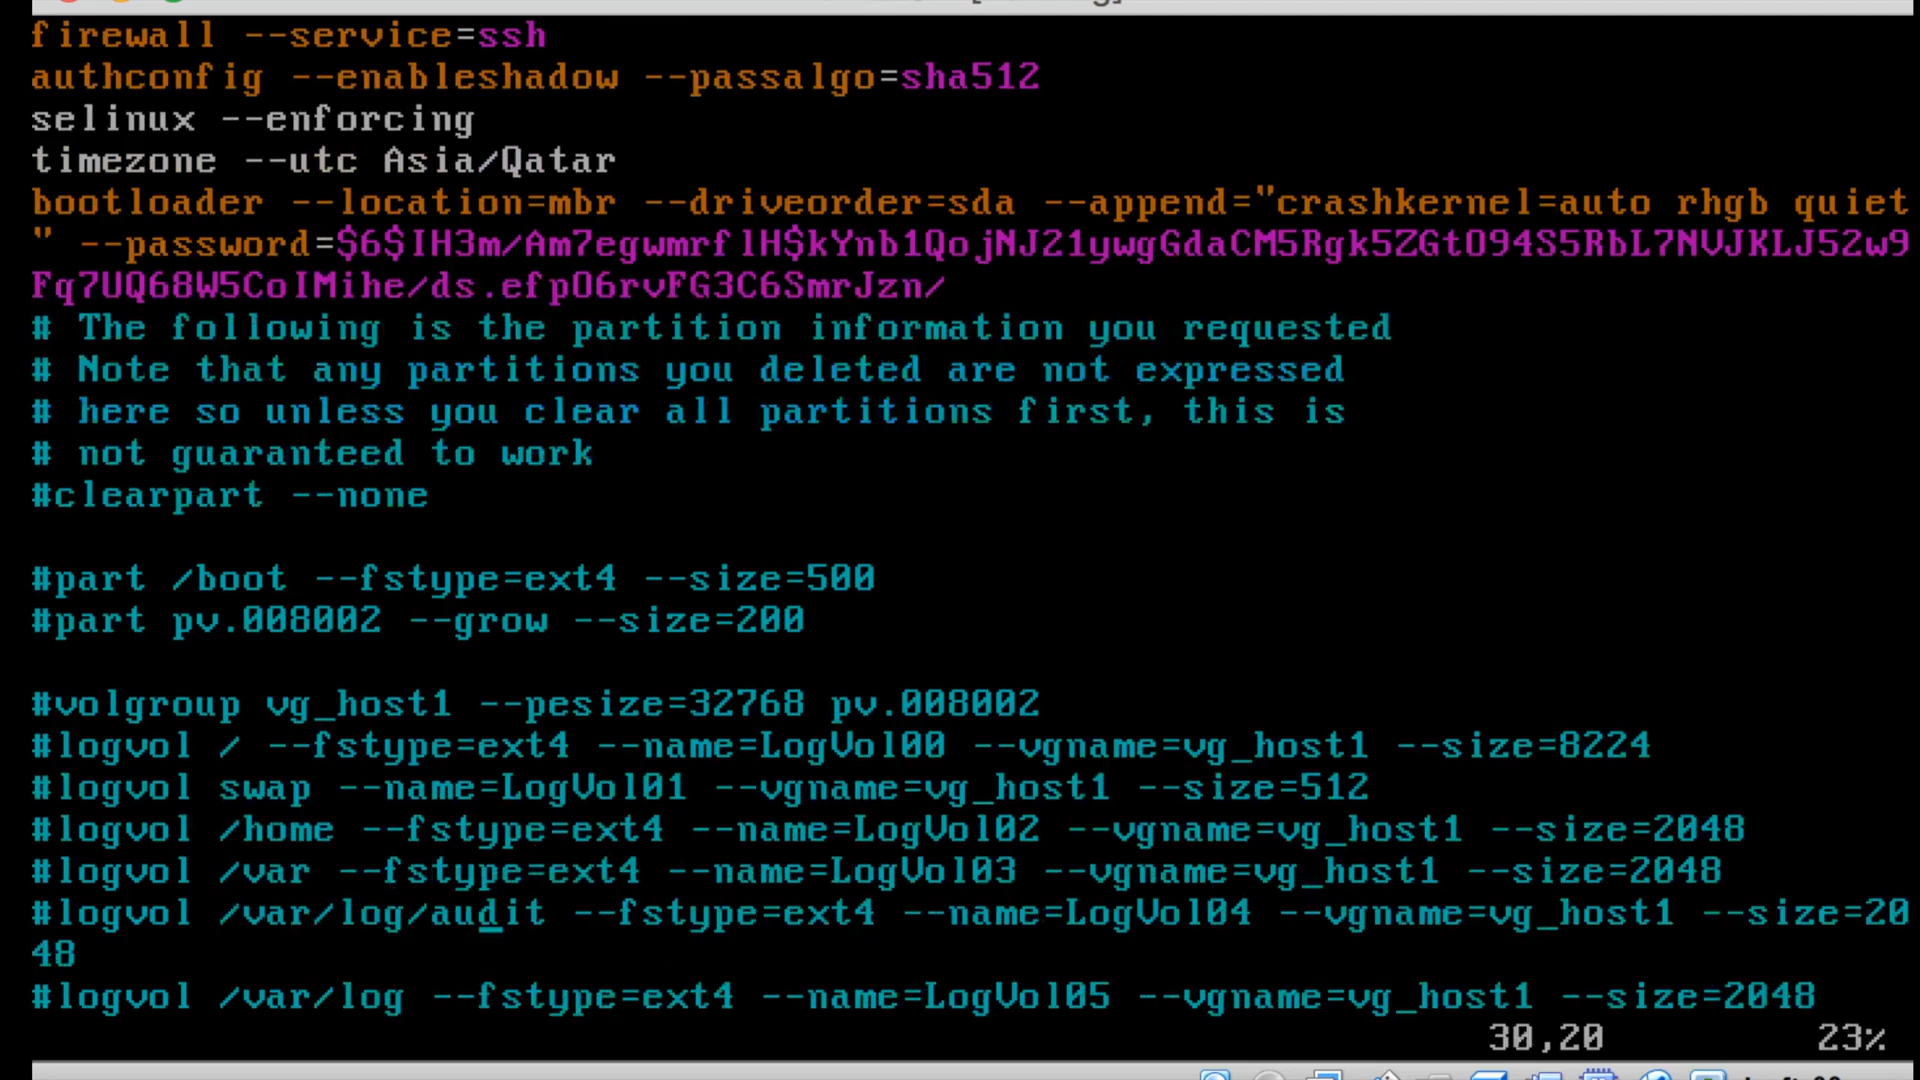 firewall --service=ssh
authconfig --enableshadow --passalgo=sha512
selinux --enforcing
timezone --utc Asia/Qatar
bootloader --location=mbr --driveorder=sda --append="crashkernel=auto rhgb quiet
" --password=$6$IH3m/Am7egwmrflH$kYnb1QojNJ21ywgGdaCM5Rgk5ZGtO94S5RbL7NVJKLJ52w9
Fq7UQ68W5CoIMihe/ds.efpO6rvFG3C6SmrJzn/
# The following is the partition information you requested
# Note that any partitions you deleted are not expressed
# here so unless you clear all partitions first, this is
# not guaranteed to work
#clearpart --none
#part /boot --fstype=ext4 --size=500
#part pv.008002 --grow --size=200
#volgroup vg_host1 --pesize=32768 pv.008002
#logvol / --fstype=ext4 --name=LogVol00 --vgname=vg_host1 --size=8224
#logvol swap --name=LogVol01 --vgname=vg_host1 --size=512
#logvol /home --fstype=ext4 --name=LogVol02 --vgname=vg_host1 --size=2048
#logvol /var --fstype=ext4 --name=LogVol03 --vgname=vg_host1 --size=2048
#logvol /var/log/audit --fstype=ext4 --name=LogVol04 --vgname=vg_host1 --size=20
48
#logvol /var/log --fstype=ext4 --name=LogVol05 --vgname=vg_host1 --size=2048
30,20 23%